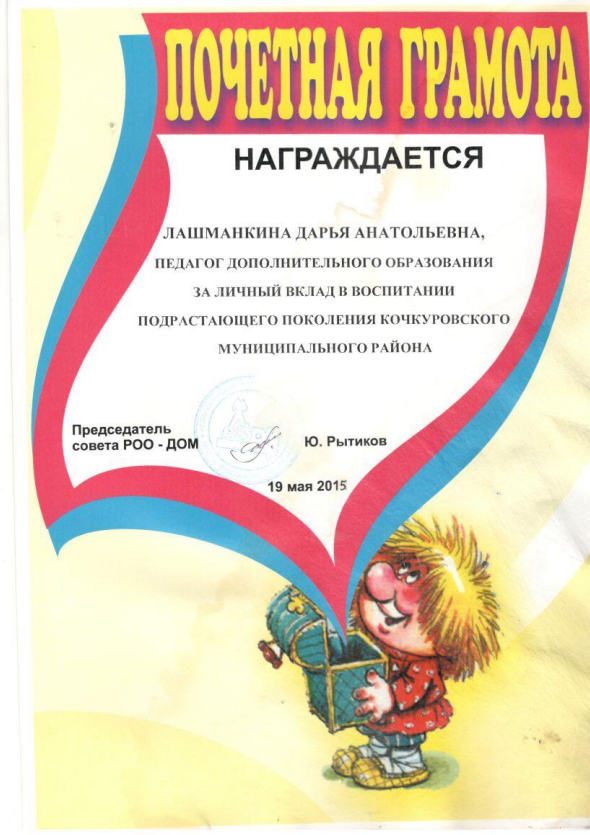 ПОЧЕТНАЯ ГРАМОТА
НАГРАЖДАЕТСЯ
ЛАШМАНКИНА ДАРЬЯ АНАТОЛЬЕВНА,
ПЕДАГОГ ДОПОЛНИТЕЛЬНОГО ОБРАЗОВАНИЯ
ЗА ЛИЧНЫЙ ВКЛАД В ВОСПИТАНИИ
ПОДРАСТАЮЩЕГО ПОКОЛЕНИЯ КОЧКУРОВСКОГО
МУНИЦИПАЛЬНОГО РАЙОНА
Председатель
совета РОО - ДОМ Ю. Рытиков
19 мая 2015